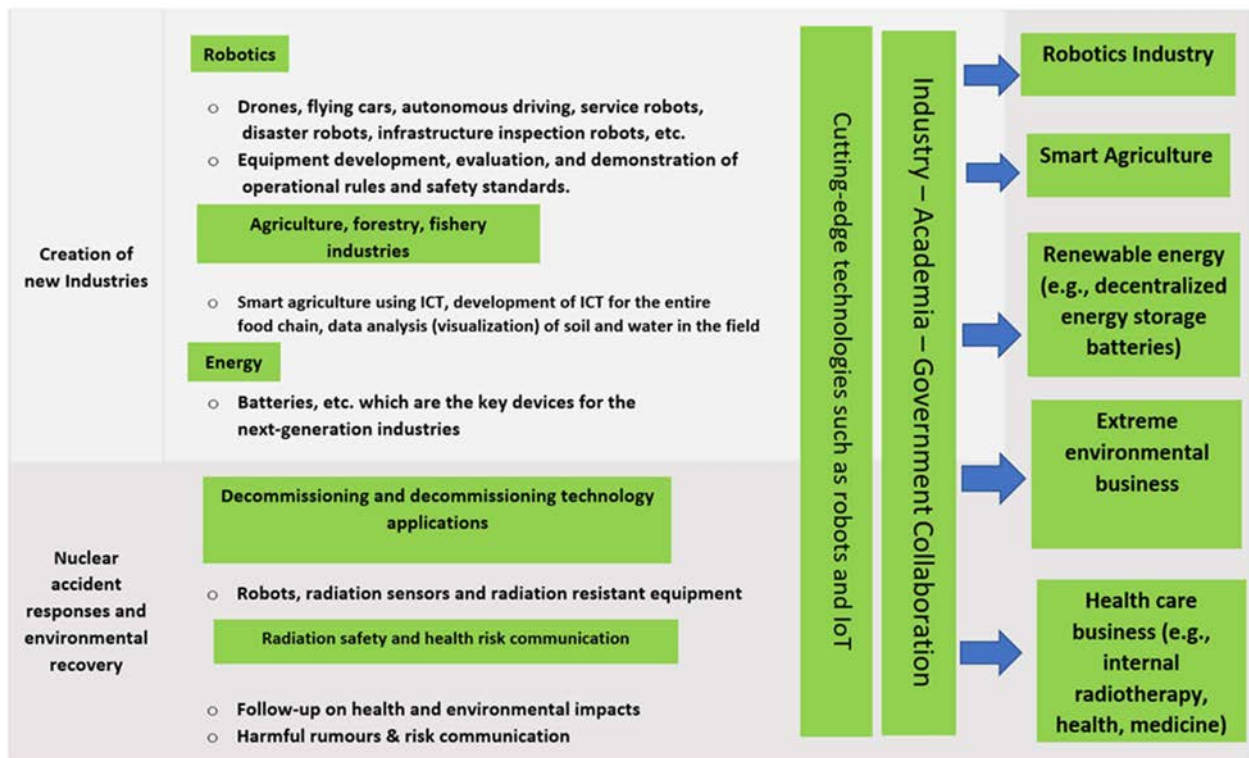 Creation of
new Industries
Robotics
o Drones, flying cars, autonomous driving, service robots,
disaster robots, infrastructure inspection robots, etc.
o Equipment development, evaluation, and demonstration of
operational rules and safety standards.
Agriculture, forestry, fishery
industries
o Smart agriculture using ICT, development of ICT for the entire
food chain, data analysis (visualization) of soil and water in the field
Energy
o Batteries, etc. which are the key devices for the
next-generation industries
Nuclear
accident
responses and
environmental
recovery
Decommissioning and decommissioning technology
applications
o Robots, radiation sensors and radiation resistant equipment
Radiation safety and health risk communication
o Follow-up on health and environmental impacts
o Harmful rumours & risk communication
Cutting-edge technologies such as robots and IoT
Industry – Academia – Government Collaboration
Robotics Industry
Smart Agriculture
Renewable energy
(e.g., decentralized
energy storage
batteries)
Extreme
environmental
business
Health care
business (e.g.,
internal
radiotherapy,
health, medicine)